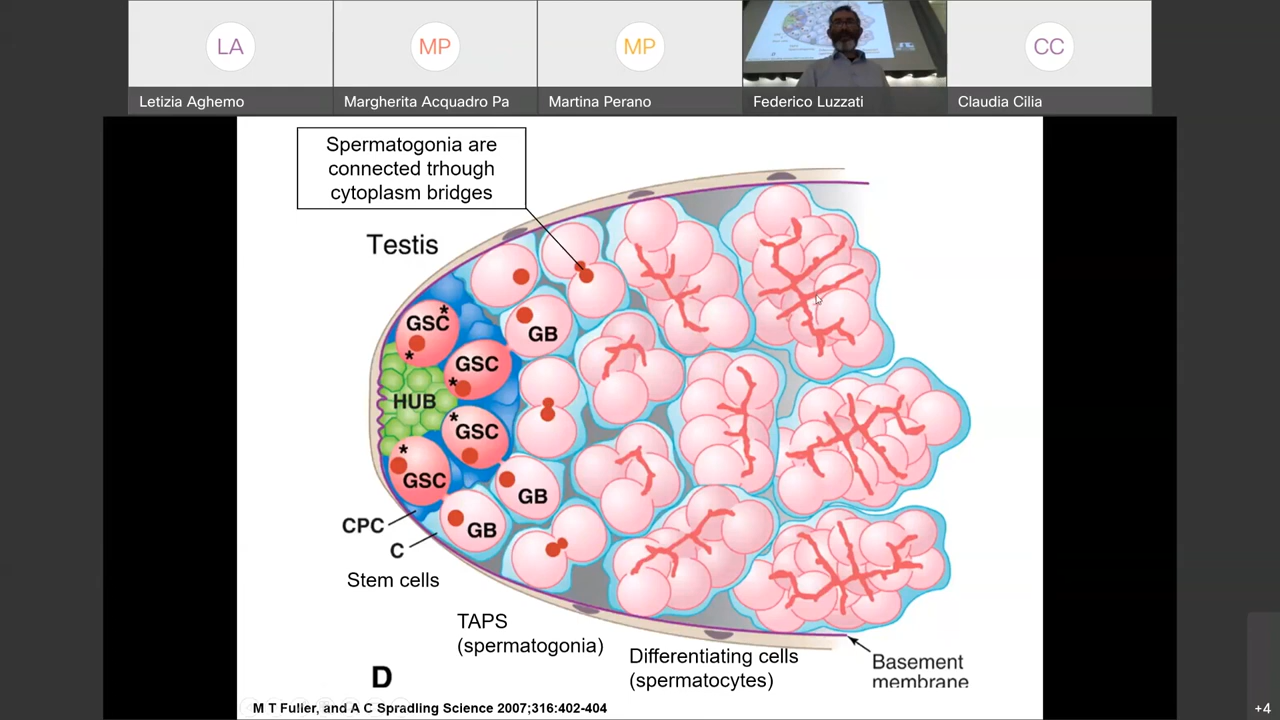 LA
MP
MP
CC
Letizia Aghemo
Margherita Acquadro Pa
Martina Perano
Federico Luzzati
Claudia Cilia
Spermatogonia are
connected trhough
cytoplasm bridges
Testis
GSC
*
*
GSC
*
HUB
*
GSC
*
GSC
GB
GB
GB
CPC
C
Stem cells
TAPS
(spermatogonia)
Differentiating cells
(spermatocytes)
Basement
membrane
D
M T Fuller, and A C Spradling Science 2007;316:402-404
+4